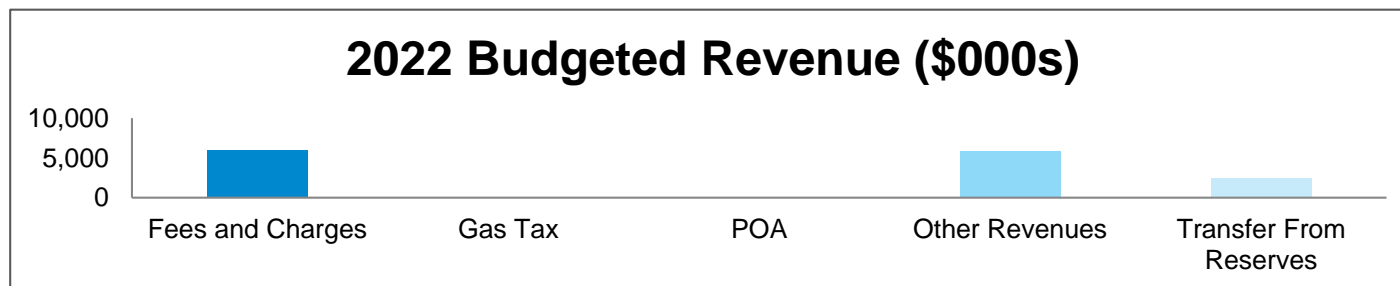 2022 Budgeted Revenue ($000s)
10,000
5,000
0
Fees and Charges Gas Tax POA Other Revenues Transfer From
Reserves